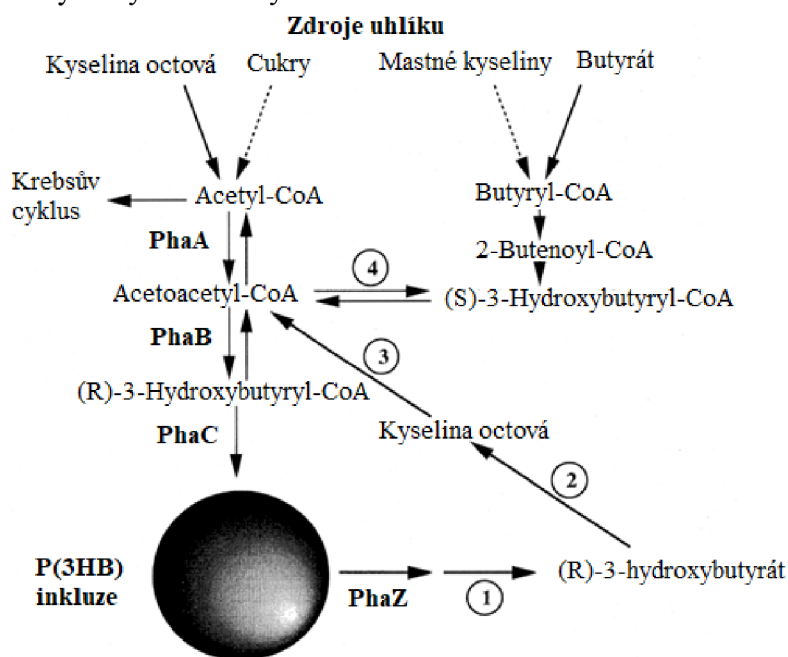 Zdroje uhlíku
Kyselina octová Cukry Mastné kyseliny Butyrát
Krebsův
cyklus
Acetyl-CoA Butyryl-CoA
PhaA
2-Butenoyl-CoA
4
Acetoacetyl-CoA (S)-3-Hydroxybutyryl-CoA
PhaB
3
(R)-3-Hydroxybutyryl-CoA
PhaC
Kyselina octová
2
P(3HB)
inkluze
PhaZ
1
(R)-3-hydroxybutyrát